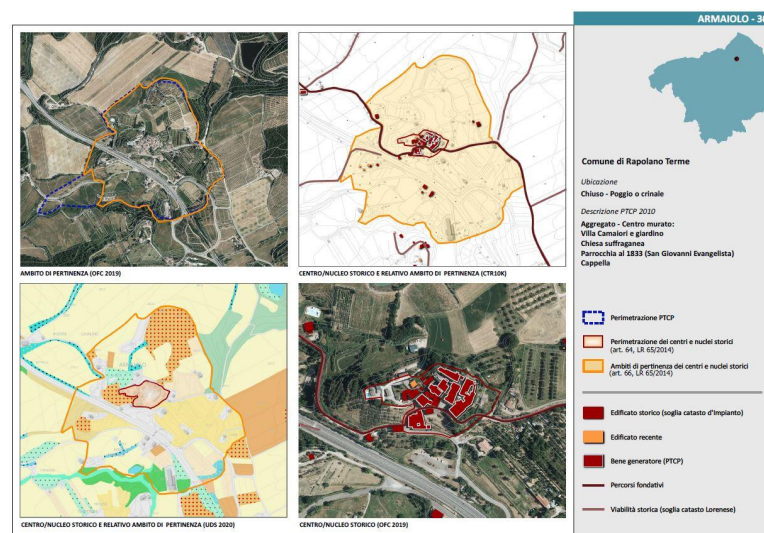 ARMAIOLO - 36
AMBITO DI PERTINENZA (OFC 2019)
CENTRO/NUCLEO STORICO E RELATIVO AMBITO DI PERTINENZA (CTR10K)
CENTRO/NUCLEO STORICO E RELATIVO AMBITO DI PERTINENZA (UDS 2020)
CENTRO/NUCLEO STORICO (OFC 2019)
Comune di Rapolano Terme
Ubicazione
Chiuso - Poggio o crinale
Descrizione PTCP 2010
Aggregato - Centro murato:
Villa Camaiori e giardino
Chiesa suffraganea
Parrocchia al 1833 (San Giovanni Evangelista)
Cappella
Perimetrazione PTCP
Perimetrazione dei centri e nuclei storici
(art. 64, LR 65/2014)
Ambiti di pertinenza dei centri e nuclei storici
(art. 66, LR 65/2014)
Edificato storico (soglia catasto d'Impianto)
Edificato recente
Bene generatore (PTCP)
Percorsi fondativi
Viabilità storica (soglia catasto Lorenese)